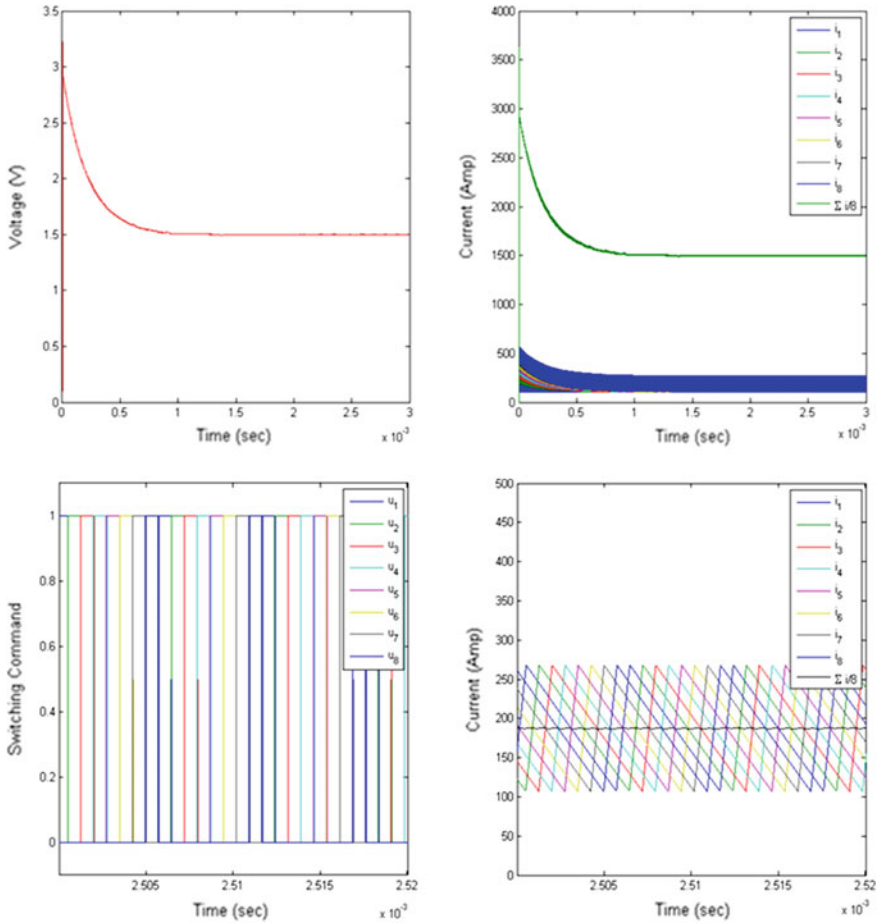 3.5
3
2.5
2
1.5
1
0.5
0
Voltage (V)
0
0.5
1
1.5
2
2.5
3
Time (sec)
x 10⁻³
4000
3500
3000
2500
2000
1500
1000
500
0
Current (Amp)
0
0.5
1
1.5
2
2.5
3
Time (sec)
x 10⁻³
i₁
i₂
i₃
i₄
i₅
i₆
i₇
i₈
Σ i/8
1
0.8
0.6
0.4
0.2
0
Switching Command
2.505
2.51
2.515
2.52
Time (sec)
x 10⁻³
u₁
u₂
u₃
u₄
u₅
u₆
u₇
u₈
500
450
400
350
300
250
200
150
100
50
0
Current (Amp)
2.505
2.51
2.515
2.52
Time (sec)
x 10⁻³
i₁
i₂
i₃
i₄
i₅
i₆
i₇
i₈
Σ i/8